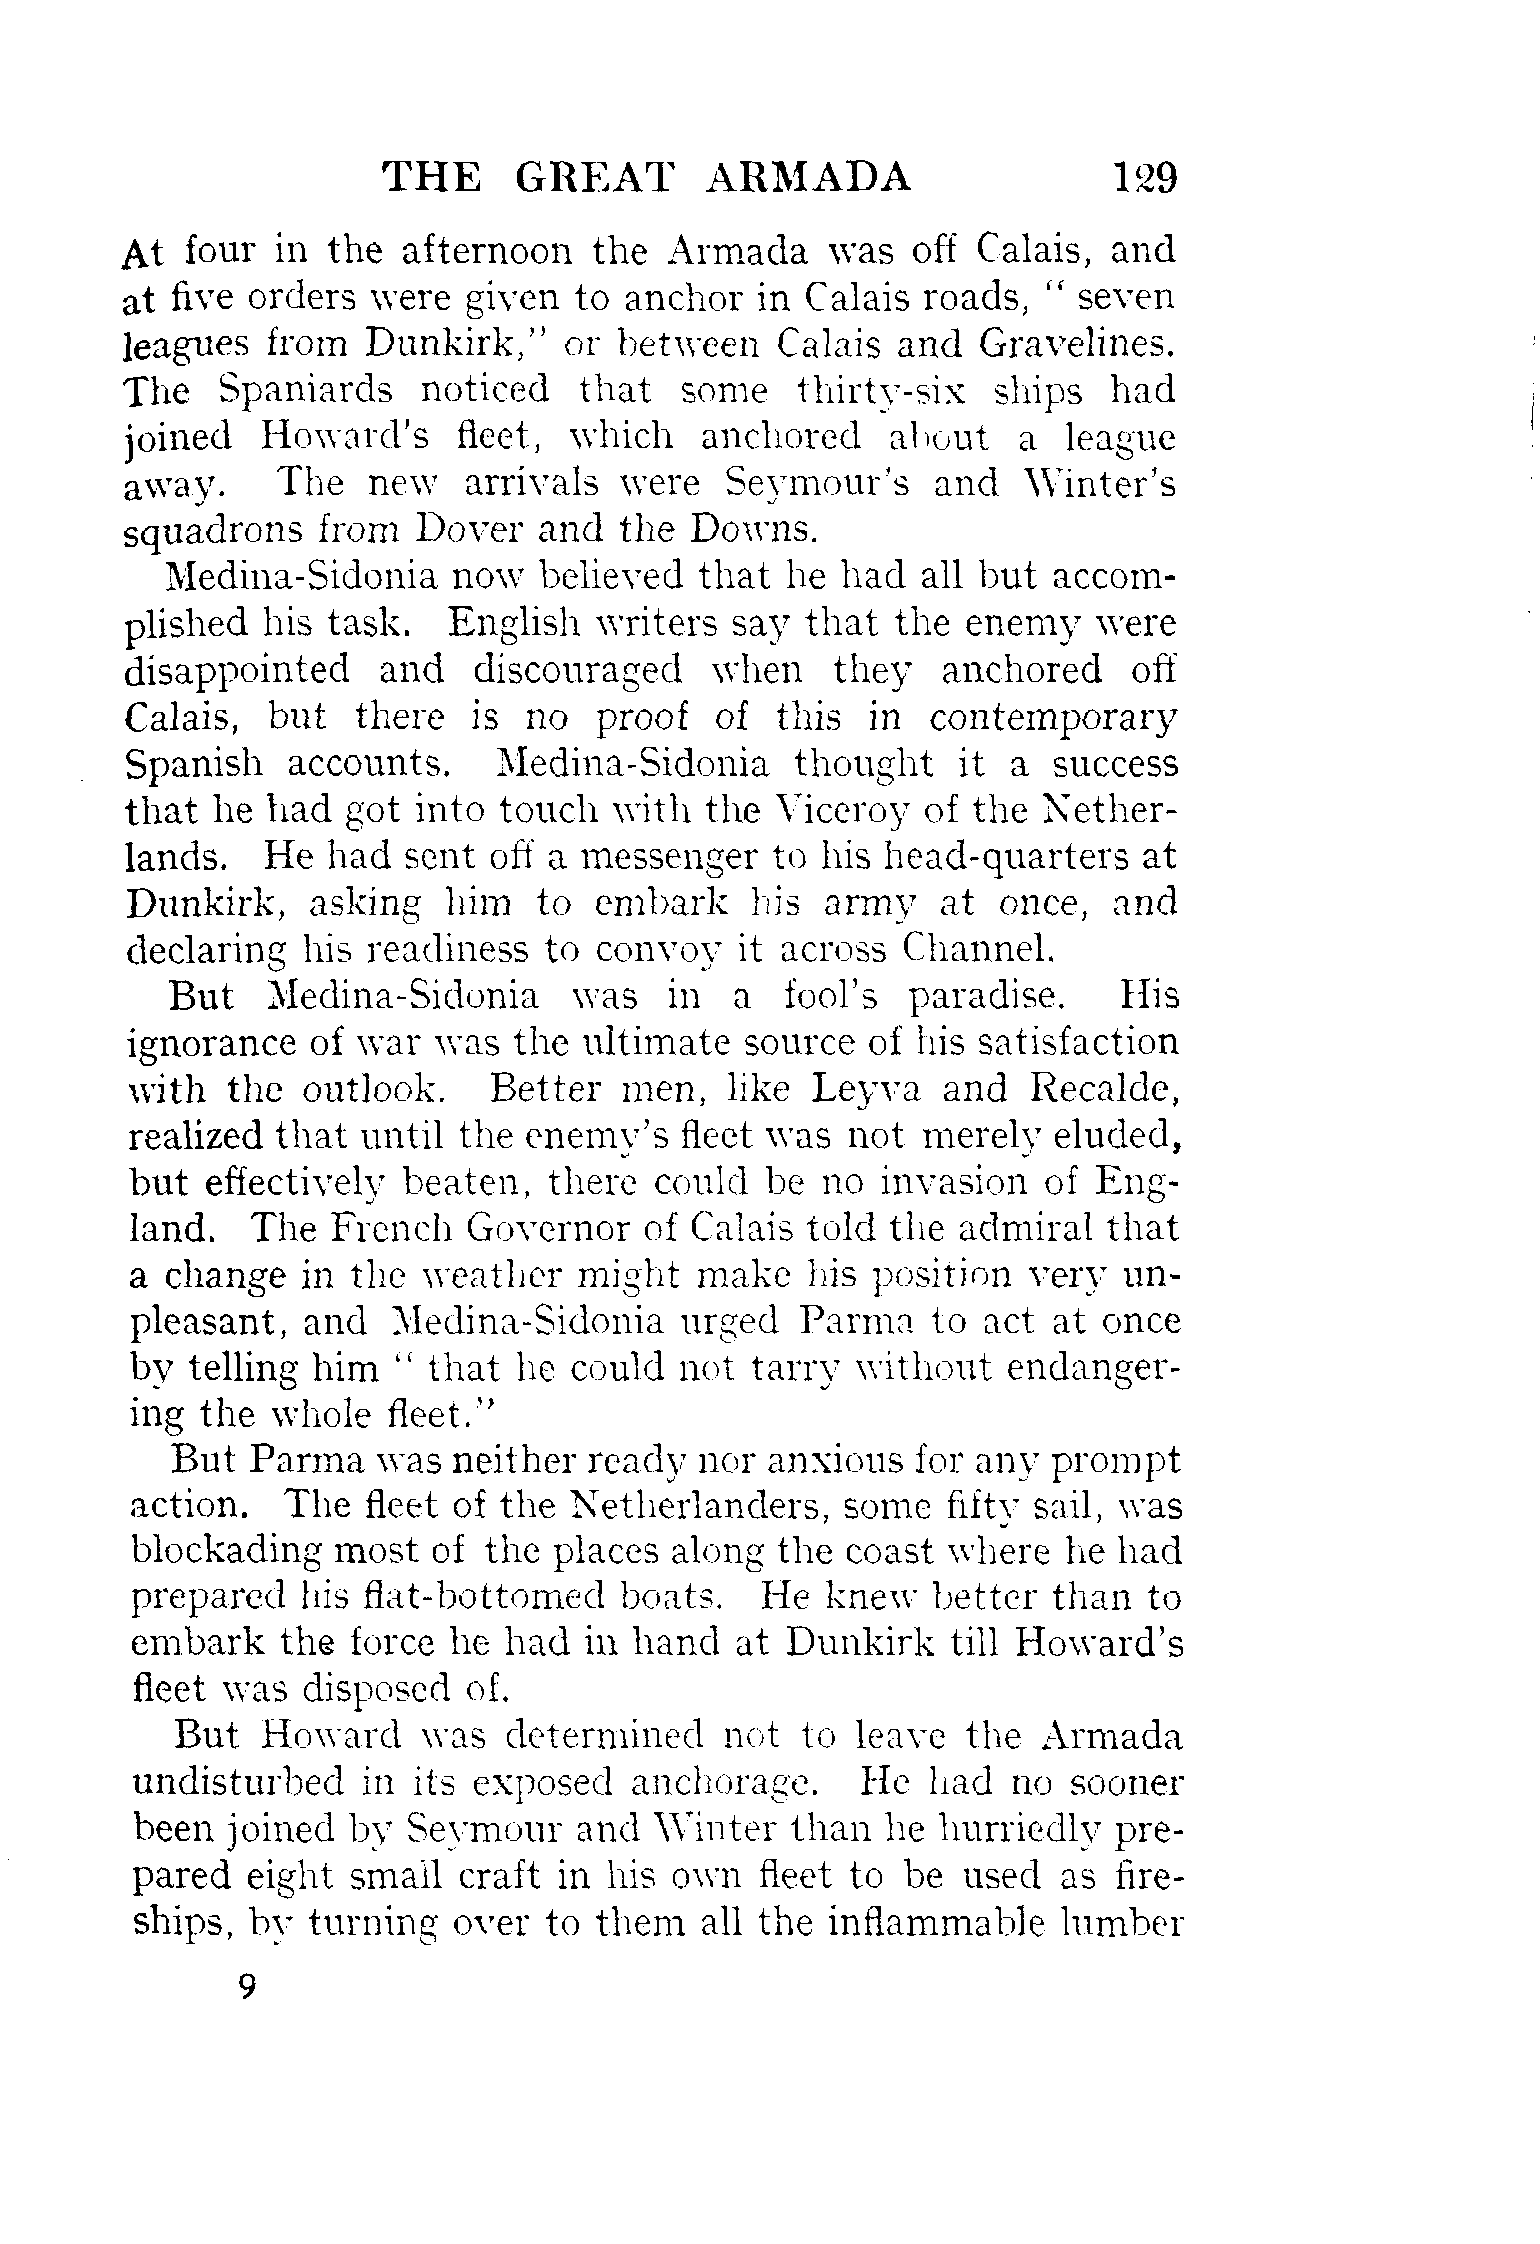 THE GREAT ARMADA 129
At four in the afternoon the Armada was off Calais, and
at five orders were given to anchor in Calais roads, “ seven
leagues from Dunkirk,” or between Calais and Gravelines.
The Spaniards noticed that some thirty-six ships had
joined Howard's fleet, which anchored about a league
away. The new arrivals were Seymour's and Winter's
squadrons from Dover and the Downs.
Medina-Sidonia now believed that he had all but accom-
plished his task. English writers say that the enemy were
disappointed and discouraged when they anchored off
Calais, but there is no proof of this in contemporary
Spanish accounts. Medina-Sidonia thought it a success
that he had got into touch with the Viceroy of the Nether-
lands. He had sent off a messenger to his head-quarters at
Dunkirk, asking him to embark his army at once, and
declaring his readiness to convoy it across Channel.
But Medina-Sidonia was in a fool's paradise. His
ignorance of war was the ultimate source of his satisfaction
with the outlook. Better men, like Leyva and Recalde,
realized that until the enemy's fleet was not merely eluded,
but effectively beaten, there could be no invasion of Eng-
land. The French Governor of Calais told the admiral that
a change in the weather might make his position very un-
pleasant, and Medina-Sidonia urged Parma to act at once
by telling him “ that he could not tarry without endanger-
ing the whole fleet.”
But Parma was neither ready nor anxious for any prompt
action. The fleet of the Netherlanders, some fifty sail, was
blockading most of the places along the coast where he had
prepared his flat-bottomed boats. He knew better than to
embark the force he had in hand at Dunkirk till Howard's
fleet was disposed of.
But Howard was determined not to leave the Armada
undisturbed in its exposed anchorage. He had no sooner
been joined by Seymour and Winter than he hurriedly pre-
pared eight small craft in his own fleet to be used as fire-
ships, by turning over to them all the inflammable lumber
9